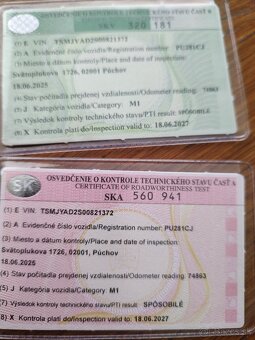 OSVEDČENIE O KONTROLE TECHNICKÉHO STAVU ČASŤ A
SKV 320 181
(1) E VIN: TSMJYAD2S00821372
(2) A Evidenčné číslo vozidla/Registration number: PU281CJ
(3) Miesto a dátum kontroly/Place and date of inspection:
Svätoplukova 1726, 02001, Púchov
18.06.2025
(4) Stav počítadla prejdenej vzdialenosti/Odometer reading: 74863
(5) J Kategória vozidla/Category: M1
(7) Výsledok kontroly technického stavu/PTI result: SPÔSOBILÉ
(8) X Kontrola platí do/Inspection valid to: 18.06.2027
OSVEDČENIE O KONTROLE TECHNICKÉHO STAVU ČASŤ A
CERTIFICATE OF ROADWORTHINESS TEST
SK
SKA 560 941
(1) E VIN: TSMJYAD2S00821372
(2) A Evidenčné číslo vozidla/Registration number: PU281CJ
(3) Miesto a dátum kontroly/Place and date of inspection:
Svätoplukova 1726, 02001, Púchov
18.06.2025
(4) Stav počítadla prejdenej vzdialenosti/Odometer reading: 74863
(5) J Kategória vozidla/Category: M1
(7) Výsledok kontroly technického stavu/PTI result: SPÔSOBILÉ
(8) X Kontrola platí do/Inspection valid to: 18.06.2027